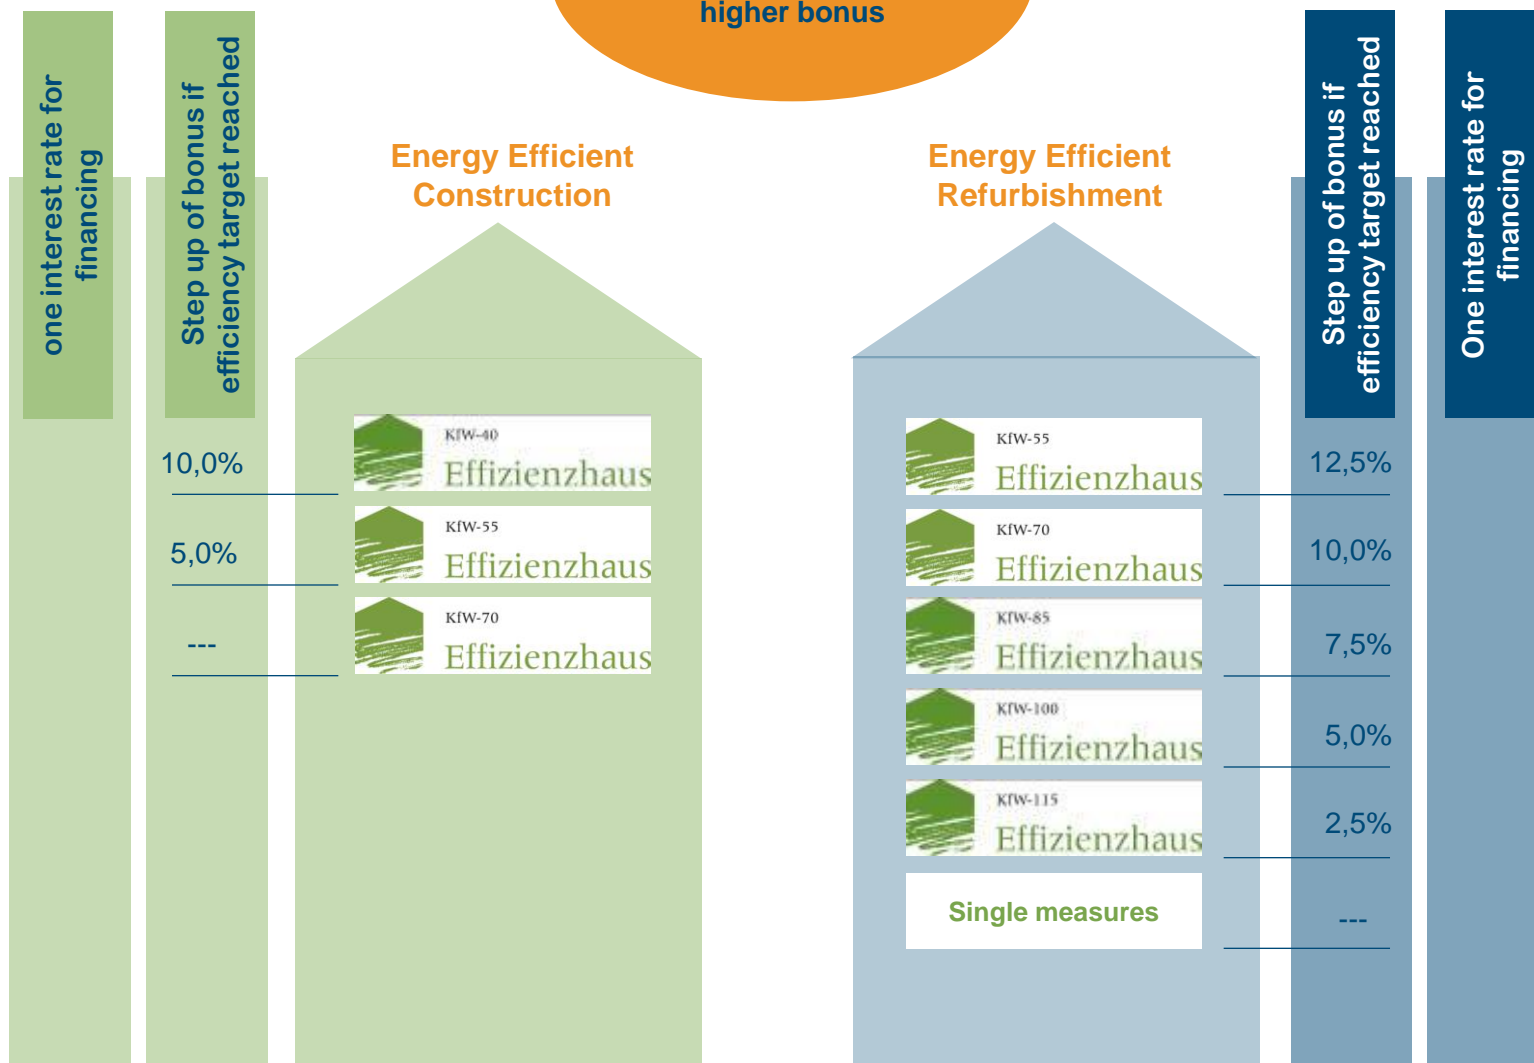 higher bonus
one interest rate for
financing
Step up of bonus if
efficiency target reached
Energy Efficient
Construction
Energy Efficient
Refurbishment
Step up of bonus if
efficiency target reached
One interest rate for
financing
10,0%
KfW-40
Effizienzhaus
5,0%
KfW-55
Effizienzhaus
---
KfW-70
Effizienzhaus
KfW-55
Effizienzhaus
12,5%
KfW-70
Effizienzhaus
10,0%
KfW-85
Effizienzhaus
7,5%
KfW-100
Effizienzhaus
5,0%
KfW-115
Effizienzhaus
2,5%
Single measures
---